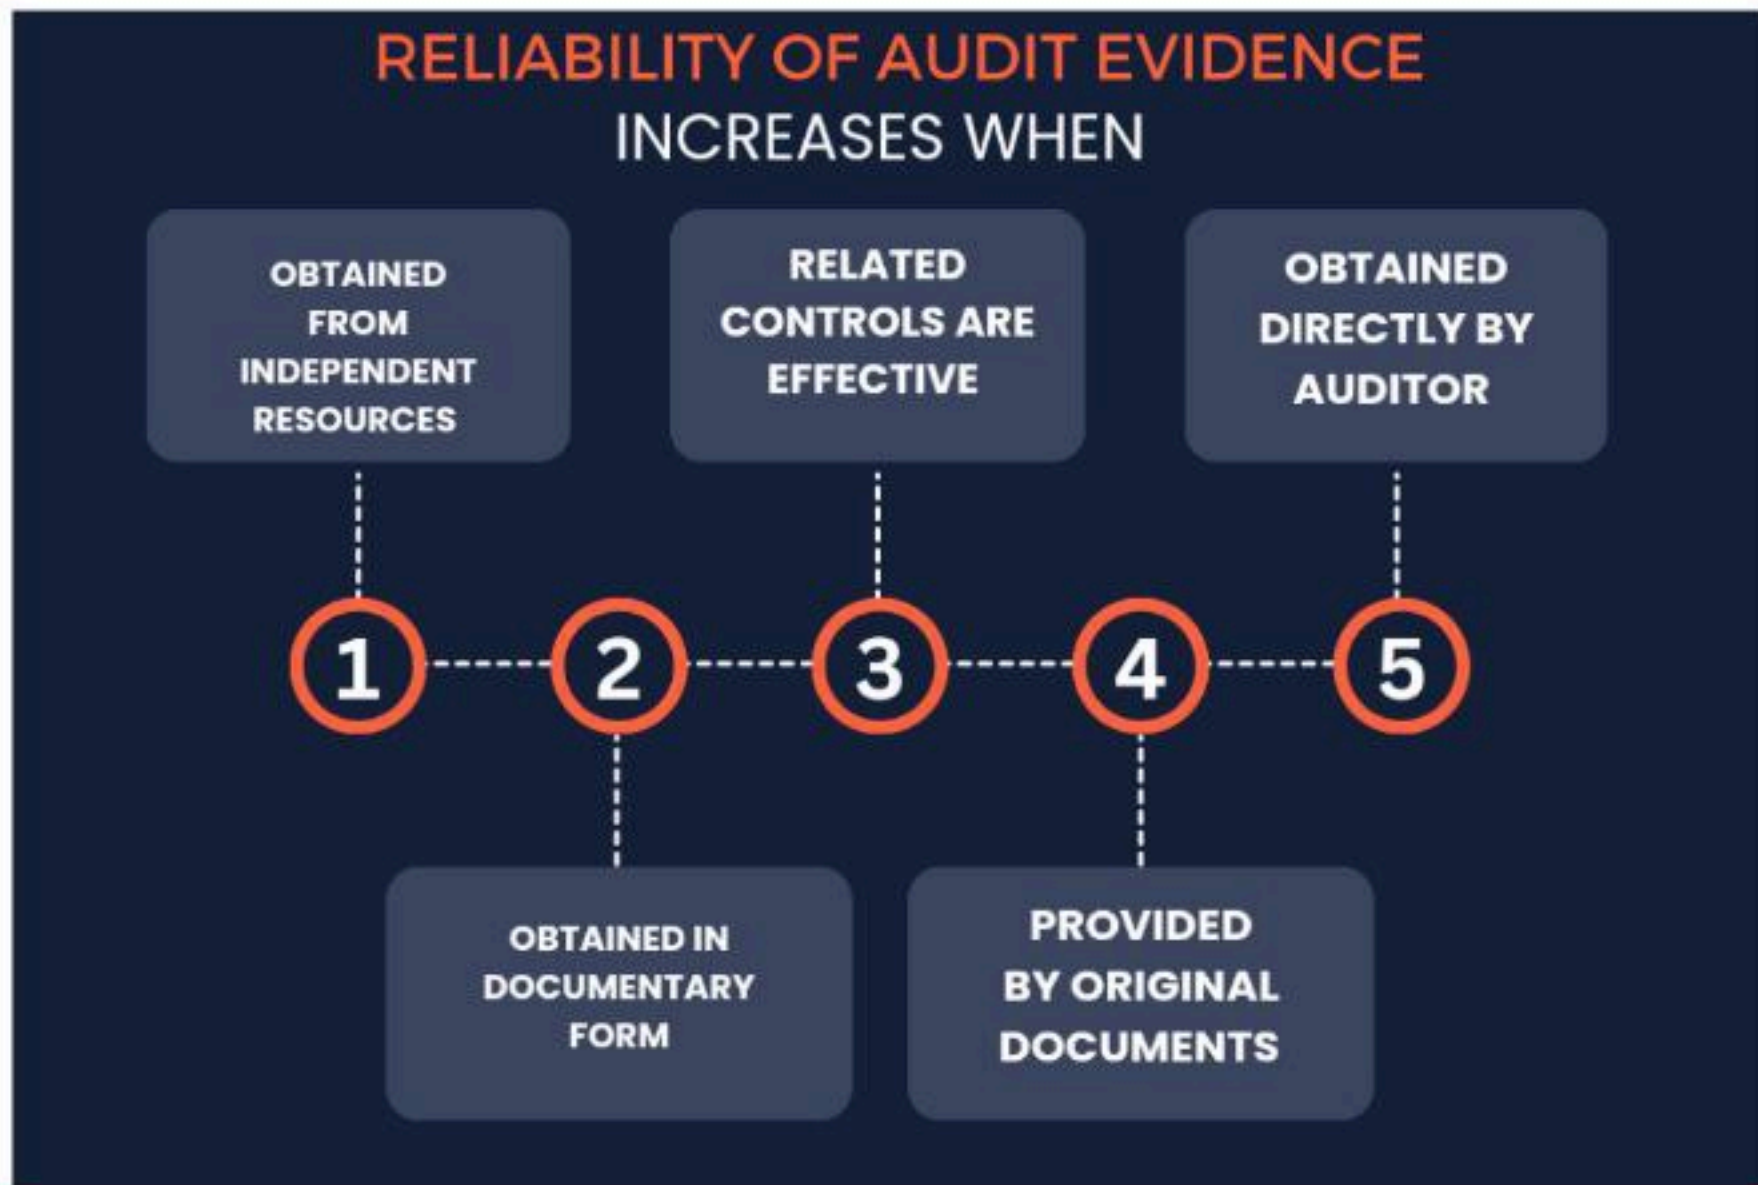 RELIABILITY OF AUDIT EVIDENCE
INCREASES WHEN
OBTAINED
FROM
INDEPENDENT
RESOURCES
RELATED
CONTROLS ARE
EFFECTIVE
OBTAINED
DIRECTLY BY
AUDITOR
1
2
3
4
5
OBTAINED IN
DOCUMENTARY
FORM
PROVIDED
BY ORIGINAL
DOCUMENTS